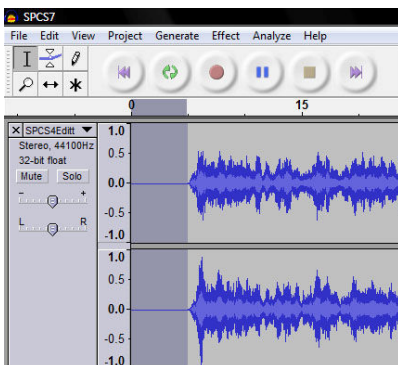 SPCS7
File Edit View Project Generate Effect Analyze Help
0 15
X SPCS4Editt ▼
Stereo, 44100Hz
32-bit float
Mute Solo
- +
L R
1.0
0.5
0.0
-0.5
-1.0
1.0
0.5
0.0
-0.5
-1.0